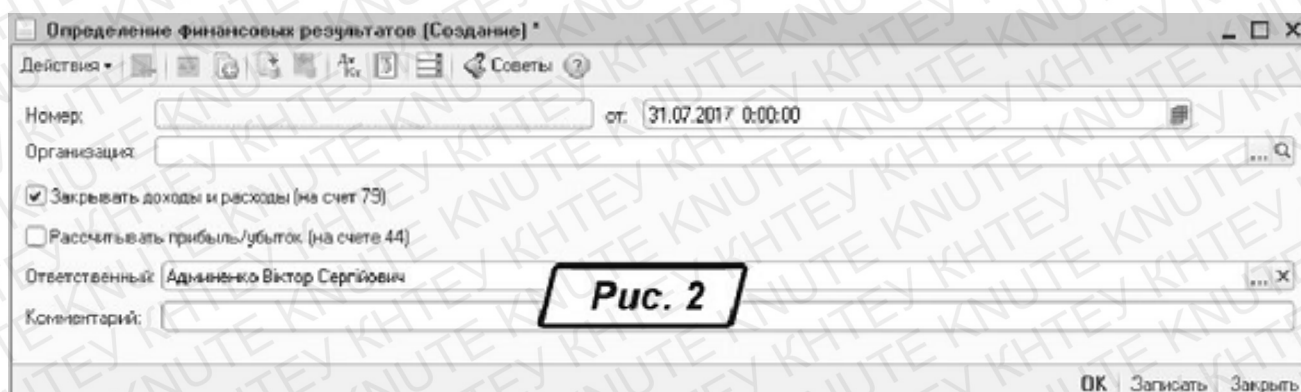 Определение финансовых результатов (Создание) *
Действия Советы
Номер: от: 31.07.2017 0:00:00
Организация:
Закрывать доходы и расходы (на счет 79)
Рассчитывать прибыль/убыток (на счете 44)
Ответственный: Адміненко Віктор Сергійович
Комментарий:
Рис. 2
OK Записать Закрыть